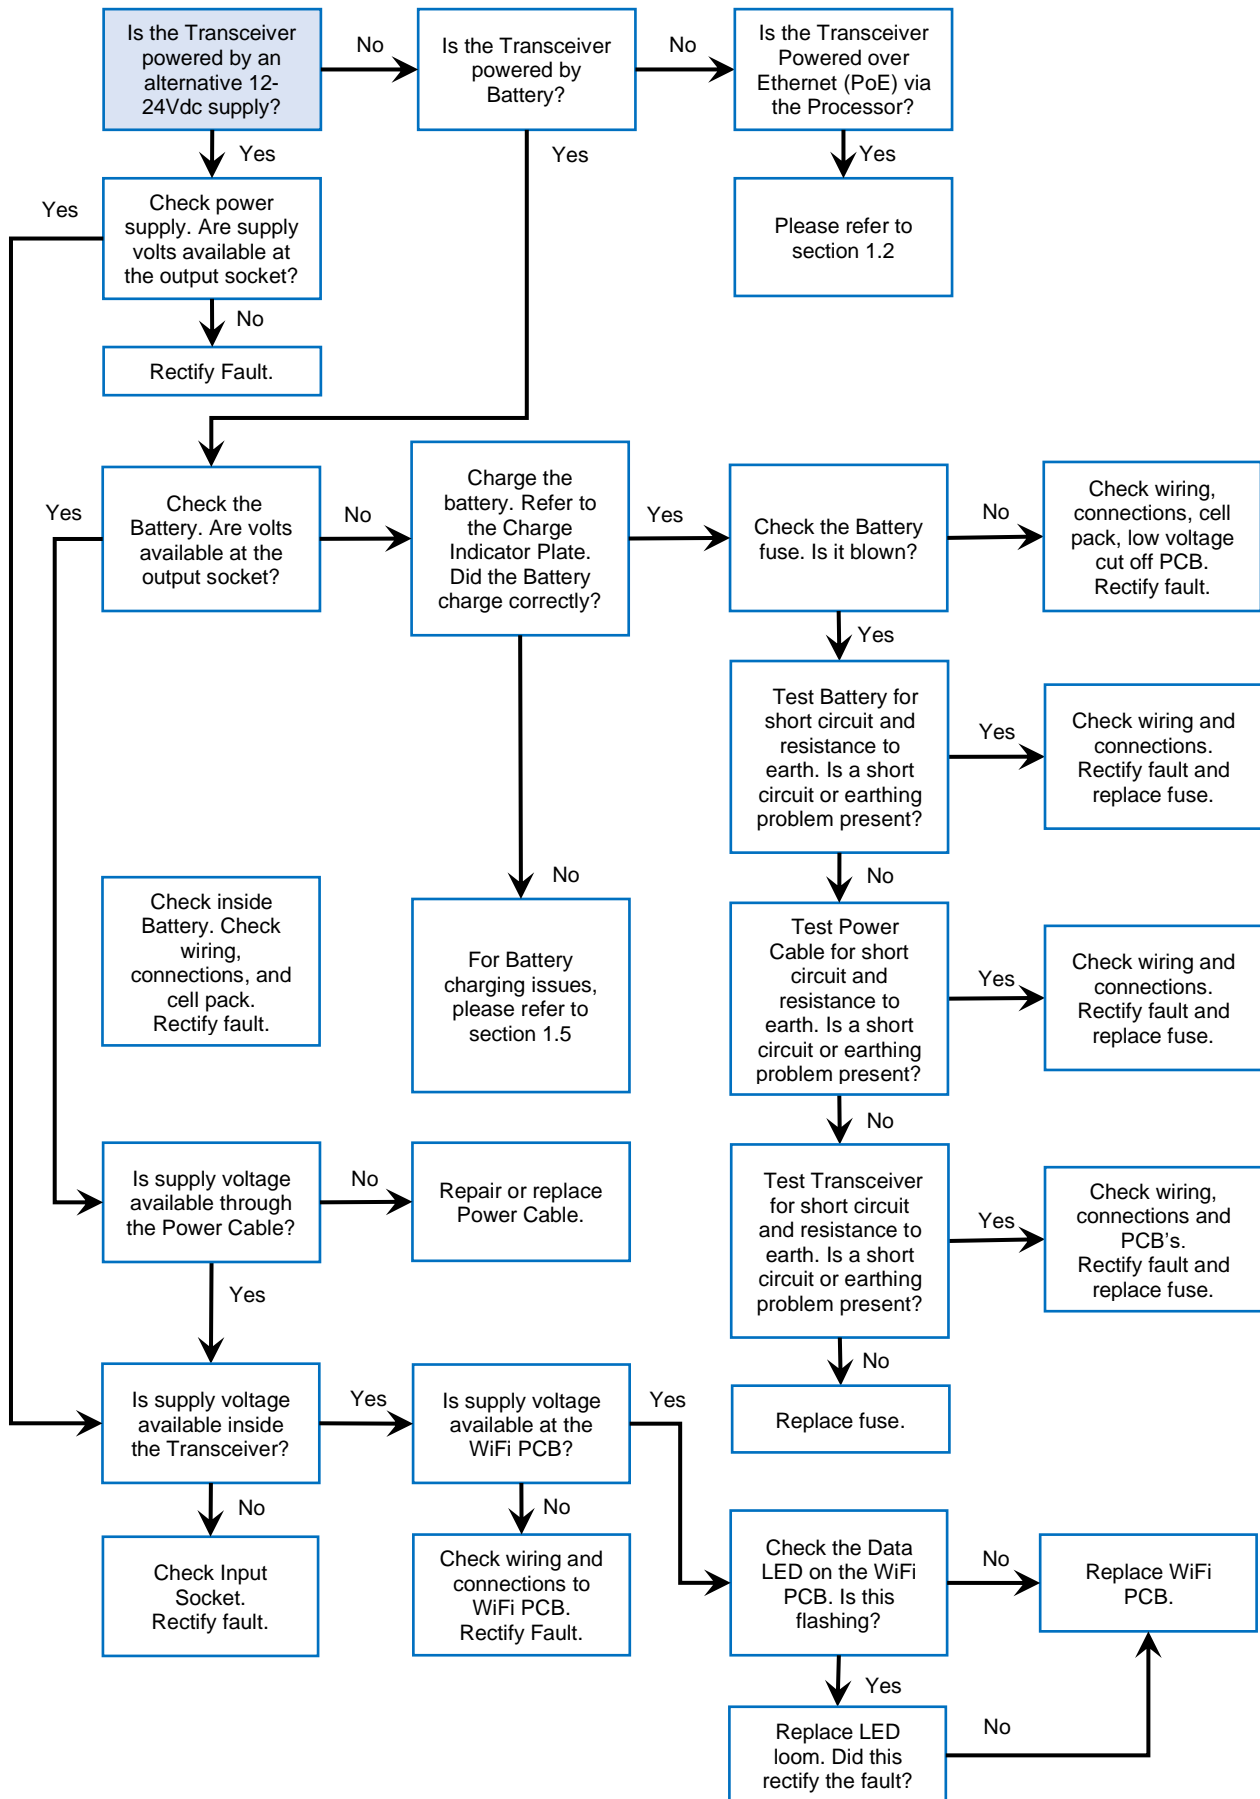 Is the Transceiver
powered by an
alternative 12-
24Vdc supply?
No
Is the Transceiver
powered by
Battery?
No
Is the Transceiver
Powered over
Ethernet (PoE) via
the Processor?
Yes
Yes
Yes
Yes
Check power
supply. Are supply
volts available at
the output socket?
Please refer to
section 1.2
No
Rectify Fault.
Yes
Check the
Battery. Are volts
available at the
output socket?
No
Charge the
battery. Refer to
the Charge
Indicator Plate.
Did the Battery
charge correctly?
Yes
Check the Battery
fuse. Is it blown?
No
Check wiring,
connections, cell
pack, low voltage
cut off PCB.
Rectify fault.
Yes
Test Battery for
short circuit and
resistance to
earth. Is a short
circuit or earthing
problem present?
Yes
Check wiring and
connections.
Rectify fault and
replace fuse.
No
No
Check inside
Battery. Check
wiring,
connections, and
cell pack.
Rectify fault.
For Battery
charging issues,
please refer to
section 1.5
Test Power
Cable for short
circuit and
resistance to
earth. Is a short
circuit or earthing
problem present?
Yes
Check wiring and
connections.
Rectify fault and
replace fuse.
No
Is supply voltage
available through
the Power Cable?
No
Repair or replace
Power Cable.
Test Transceiver
for short circuit
and resistance to
earth. Is a short
circuit or earthing
problem present?
Yes
Check wiring,
connections and
PCB's.
Rectify fault and
replace fuse.
Yes
No
Replace fuse.
Is supply voltage
available inside
the Transceiver?
Yes
Is supply voltage
available at the
WiFi PCB?
Yes
No
No
Check Input
Socket.
Rectify fault.
Check wiring and
connections to
WiFi PCB.
Rectify Fault.
Check the Data
LED on the WiFi
PCB. Is this
flashing?
No
Replace WiFi
PCB.
Yes
Replace LED
loom. Did this
rectify the fault?
No